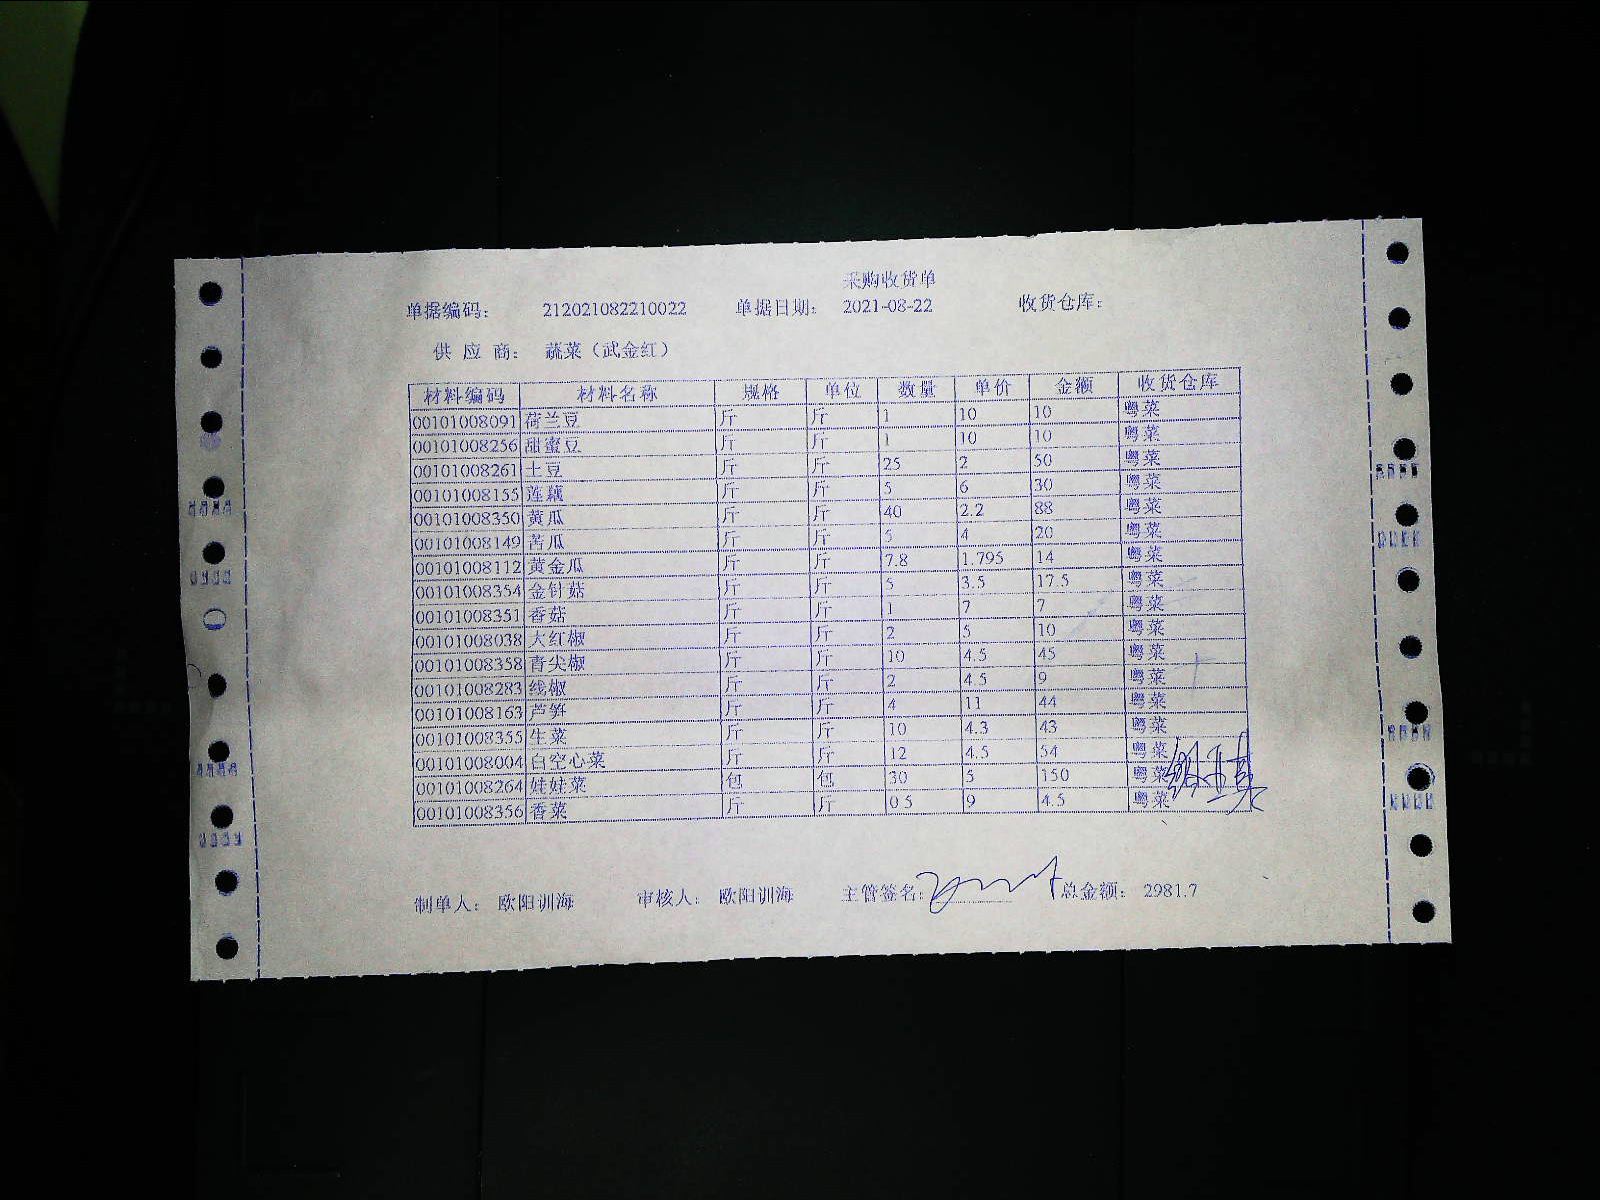 采购收货单
单据编码: 212021082210022 单据日期: 2021-08-22 收货仓库:
供 应 商: 蔬菜（武金红）
材料编码 材料名称 规格 单位 数量 单价 金额 收货仓库
00101008091 荷兰豆 斤 斤 1 10 10 粤菜
00101008256 甜蜜豆 斤 斤 1 10 10 粤菜
00101008261 土豆 斤 斤 25 2 50 粤菜
00101008155 莲藕 斤 斤 5 6 30 粤菜
00101008350 黄瓜 斤 斤 40 2.2 88 粤菜
00101008149 苦瓜 斤 斤 5 4 20 粤菜
00101008112 黄金瓜 斤 斤 7.8 1.795 14 粤菜
00101008354 金针菇 斤 斤 5 3.5 17.5 粤菜
00101008351 香菇 斤 斤 1 7 7 粤菜
00101008038 大红椒 斤 斤 2 5 10 粤菜
00101008358 青尖椒 斤 斤 10 4.5 45 粤菜
00101008283 线椒 斤 斤 2 4.5 9 粤菜
00101008163 芦笋 斤 斤 4 11 44 粤菜
00101008355 生菜 斤 斤 10 4.3 43 粤菜
00101008004 白空心菜 斤 斤 12 4.5 54 粤菜
00101008264 娃娃菜 包 包 30 5 150 粤菜
00101008356 香菜 斤 斤 0.5 9 4.5 粤菜
制单人: 欧阳训海 审核人: 欧阳训海 主管签名: 总金额: 2981.7